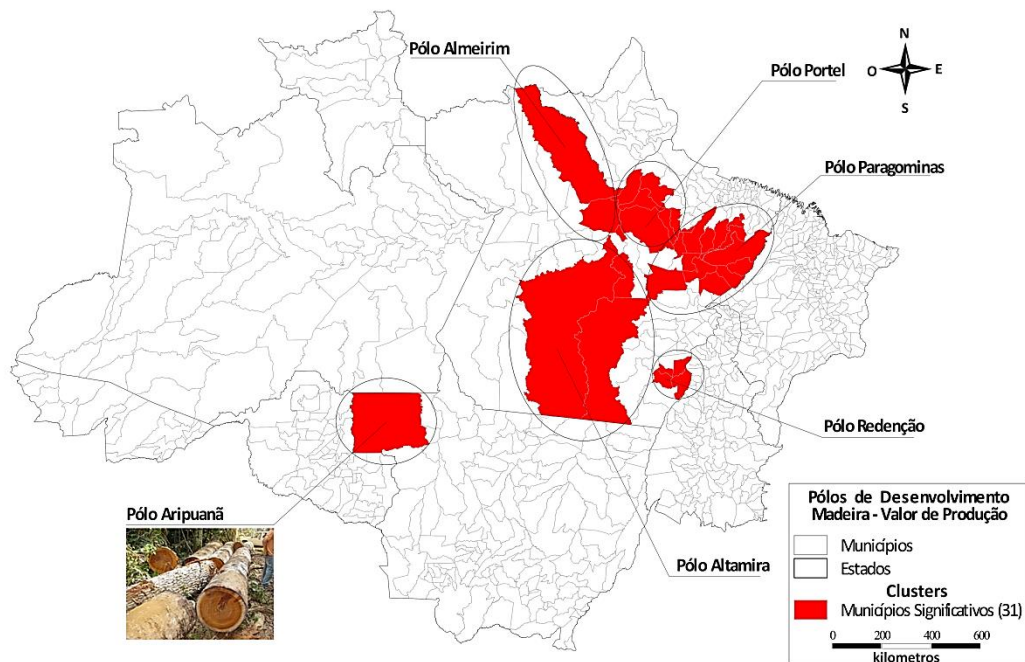 Pólo Almeirim
Pólo Portel
N
O
E
S
Pólo Paragominas
Pólo Redenção
Pólo Aripuanã
Pólo Altamira
Pólos de Desenvolvimento
Madeira - Valor de Produção
Municípios
Estados
Clusters
Municípios Significativos (31)
0 200 400 600
kilometros